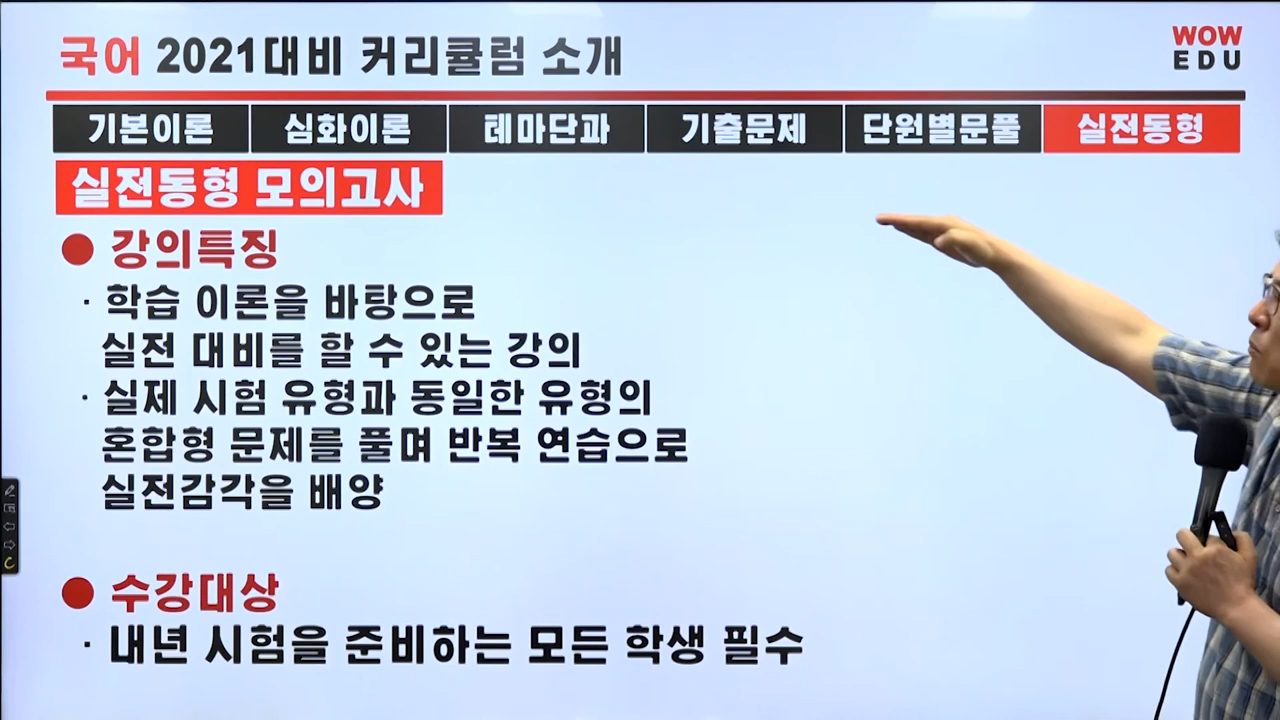 국어 2021대비 커리큘럼 소개
WOW
EDU
기본이론 심화이론 테마단과 기출문제 단원별문풀 실전동형
실전동형 모의고사
● 강의특징
· 학습 이론을 바탕으로
실전 대비를 할 수 있는 강의
· 실제 시험 유형과 동일한 유형의
혼합형 문제를 풀며 반복 연습으로
실전감각을 배양
● 수강대상
· 내년 시험을 준비하는 모든 학생 필수